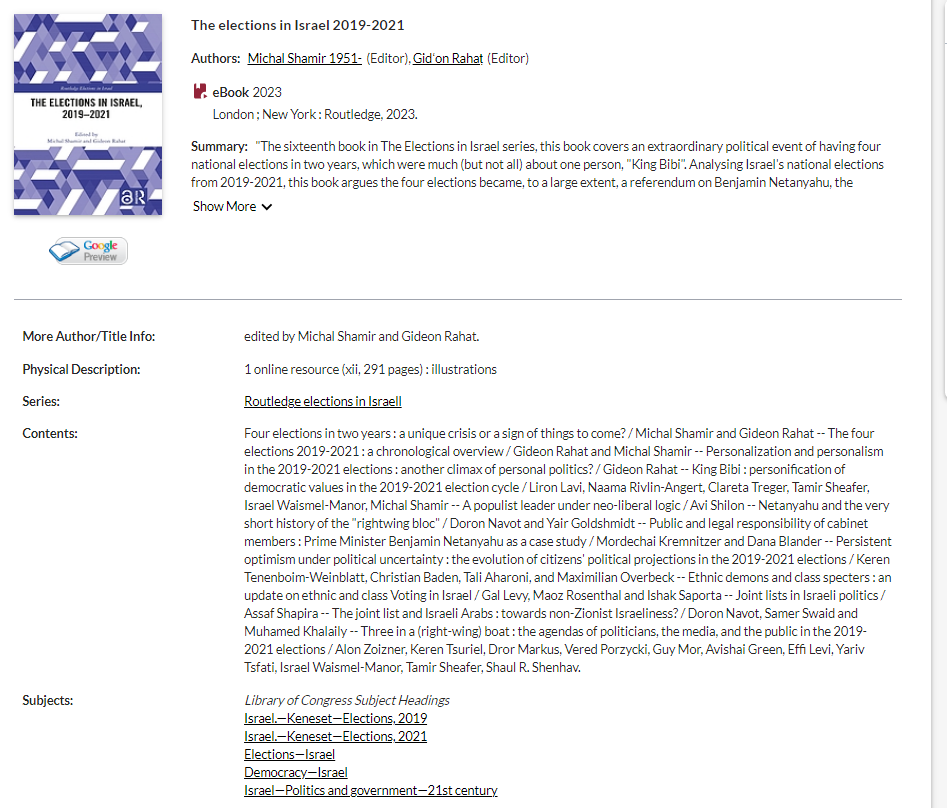 Routledge Elections in Israel
THE ELECTIONS IN ISRAEL,
2019–2021
Edited by
Michal Shamir and Gideon Rahat
aR
Google
Preview
The elections in Israel 2019-2021
Authors: Michal Shamir 1951- (Editor), Gidʻon Rahat (Editor)
eBook 2023
London ; New York : Routledge, 2023.
Summary: "The sixteenth book in The Elections in Israel series, this book covers an extraordinary political event of having four
national elections in two years, which were much (but not all) about one person, "King Bibi". Analysing Israel's national elections
from 2019-2021, this book argues the four elections became, to a large extent, a referendum on Benjamin Netanyahu, the
Show More
More Author/Title Info: edited by Michal Shamir and Gideon Rahat.
Physical Description: 1 online resource (xii, 291 pages) : illustrations
Series: Routledge elections in Israell
Contents: Four elections in two years : a unique crisis or a sign of things to come? / Michal Shamir and Gideon Rahat -- The four
elections 2019-2021 : a chronological overview / Gideon Rahat and Michal Shamir -- Personalization and personalism
in the 2019-2021 elections : another climax of personal politics? / Gideon Rahat -- King Bibi : personification of
democratic values in the 2019-2021 election cycle / Liron Lavi, Naama Rivlin-Angert, Clareta Treger, Tamir Sheafer,
Israel Waismel-Manor, Michal Shamir -- A populist leader under neo-liberal logic / Avi Shilon -- Netanyahu and the very
short history of the "rightwing bloc" / Doron Navot and Yair Goldshmidt -- Public and legal responsibility of cabinet
members : Prime Minister Benjamin Netanyahu as a case study / Mordechai Kremnitzer and Dana Blander -- Persistent
optimism under political uncertainty : the evolution of citizens' political projections in the 2019-2021 elections / Keren
Tenenboim-Weinblatt, Christian Baden, Tali Aharoni, and Maximilian Overbeck -- Ethnic demons and class specters : an
update on ethnic and class Voting in Israel / Gal Levy, Maoz Rosenthal and Ishak Saporta -- Joint lists in Israeli politics /
Assaf Shapira -- The joint list and Israeli Arabs : towards non-Zionist Israeliness? / Doron Navot, Samer Swaid and
Muhamed Khalaily -- Three in a (right-wing) boat : the agendas of politicians, the media, and the public in the 2019-
2021 elections / Alon Zoizner, Keren Tsuriel, Dror Markus, Vered Porzycki, Guy Mor, Avishai Green, Effi Levi, Yariv
Tsfati, Israel Waismel-Manor, Tamir Sheafer, Shaul R. Shenhav.
Subjects: Library of Congress Subject Headings
Israel.—Keneset—Elections, 2019
Israel.—Keneset—Elections, 2021
Elections—Israel
Democracy—Israel
Israel—Politics and government—21st century